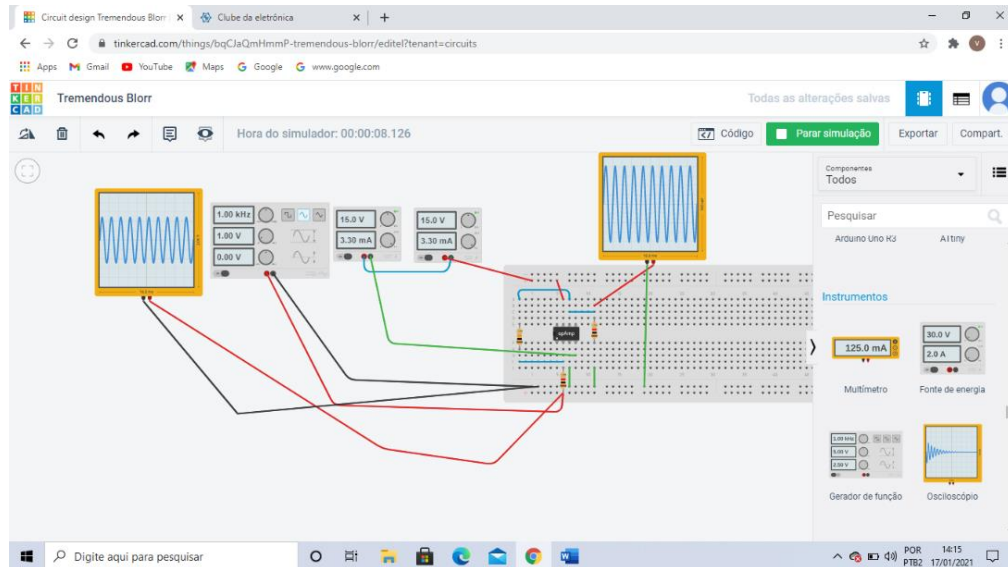 Circuit design Tremendous Blorr
Clube da eletrônica
tinkercad.com/things/bqCJaQmHmmP-tremendous-blorr/editel?tenant=circuits
Apps Gmail YouTube Maps Google www.google.com
TINKERCAD
Tremendous Blorr
Todas as alterações salvas
Hora do simulador: 00:00:08.126
Código
Parar simulação
Exportar
Compart.
Componentes
Todos
Pesquisar
Arduino Uno R3
ATtiny
1.00 kHz
1.00 V
0.00 V
15.0 V
3.30 mA
15.0 V
3.30 mA
Instrumentos
125.0 mA
30.0 V
2.0 A
Multímetro
Fonte de energia
Gerador de função
Osciloscópio
Digite aqui para pesquisar
POR
PTB2
14:15
17/01/2021